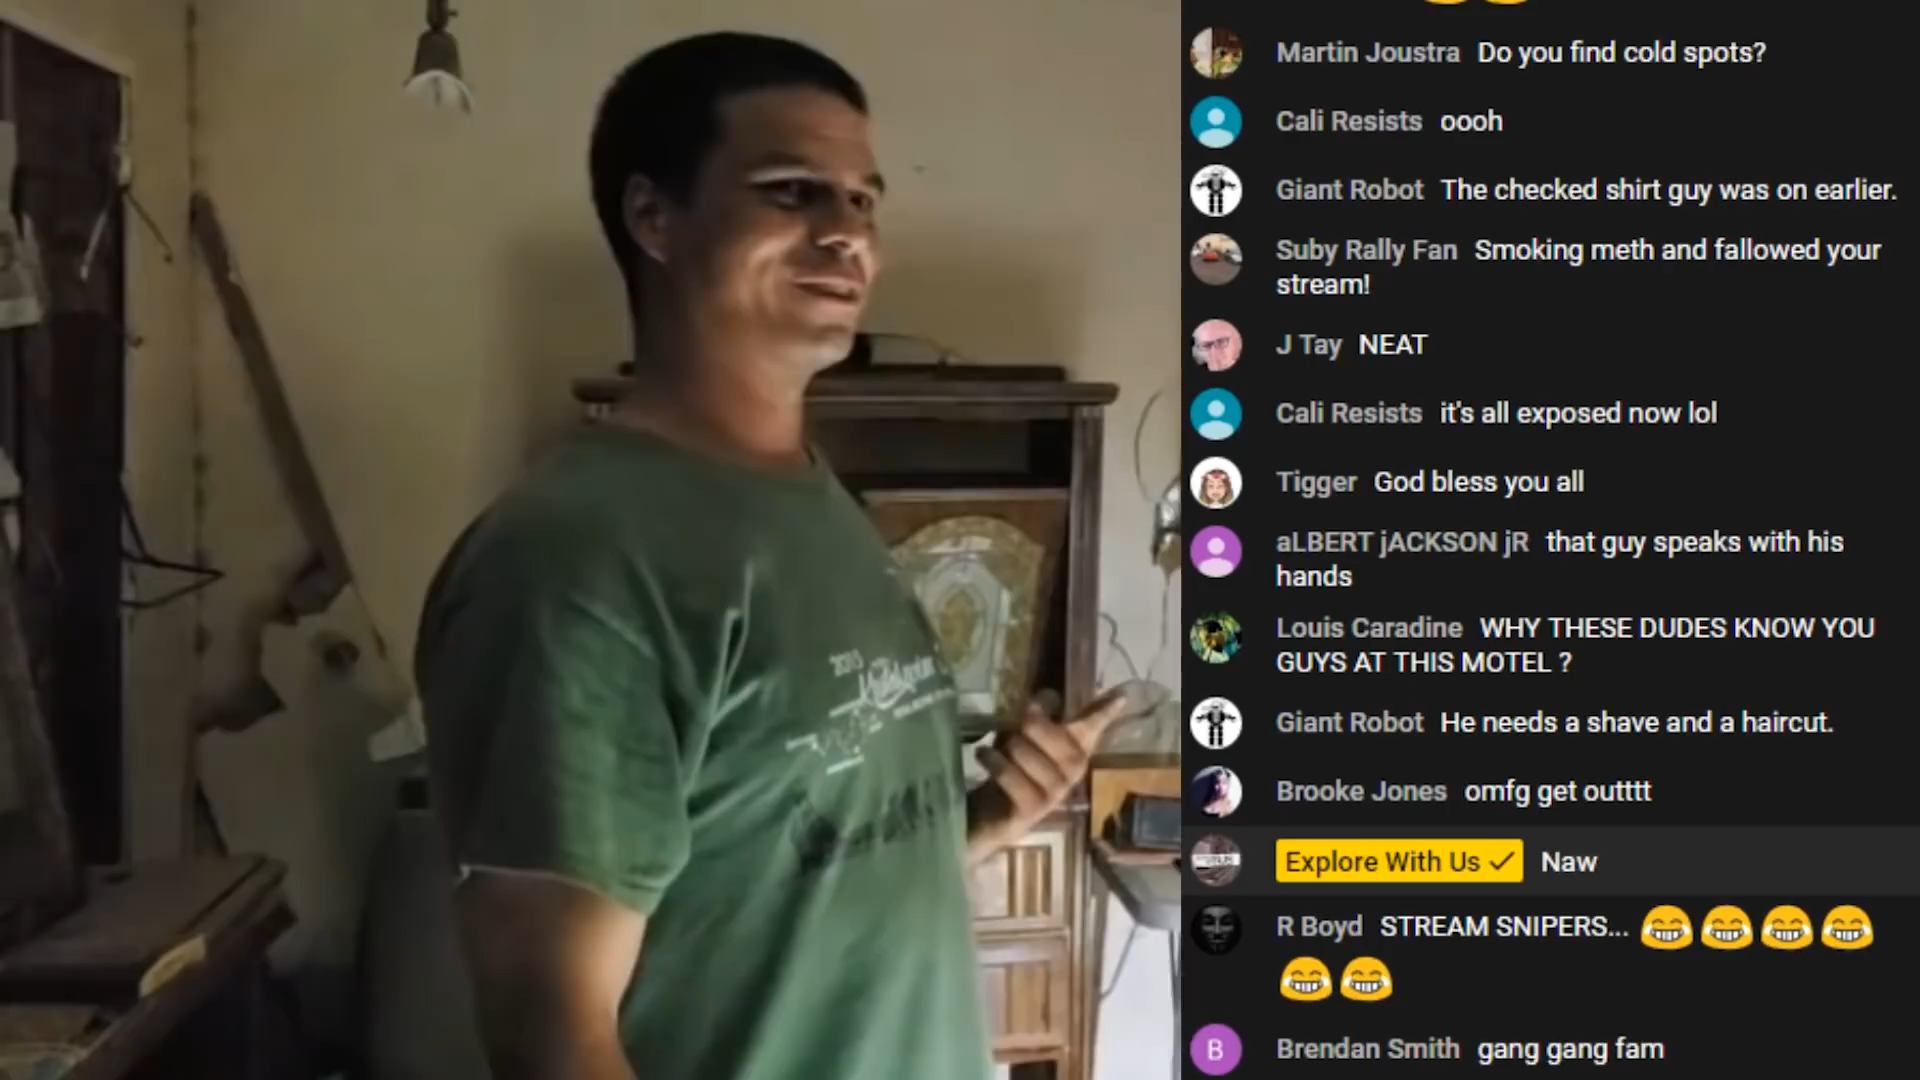 Martin Joustra Do you find cold spots?
Cali Resists oooh
Giant Robot The checked shirt guy was on earlier.
Suby Rally Fan Smoking meth and fallowed your
stream!
J Tay NEAT
Cali Resists it's all exposed now lol
Tigger God bless you all
aLBERT jACKSON jR that guy speaks with his
hands
Louis Caradine WHY THESE DUDES KNOW YOU
GUYS AT THIS MOTEL ?
Giant Robot He needs a shave and a haircut.
Brooke Jones omfg get outttt
Explore With Us ✓ Naw
R Boyd STREAM SNIPERS... 😂😂😂😂
😂😂
B Brendan Smith gang gang fam